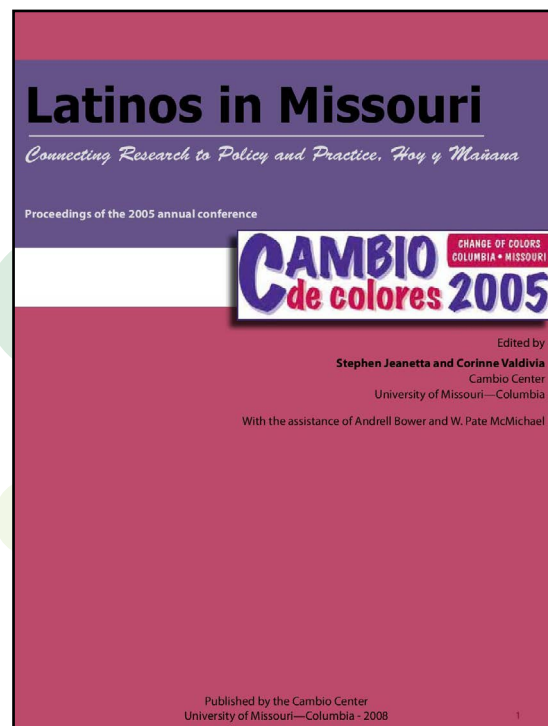 Latinos in Missouri
Connecting Research to Policy and Practice, Hoy y Mañana
Proceedings of the 2005 annual conference
CAMBIO
de colores 2005
CHANGE OF COLORS
COLUMBIA • MISSOURI
Edited by
Stephen Jeanetta and Corinne Valdivia
Cambio Center
University of Missouri—Columbia
With the assistance of Andrell Bower and W. Pate McMichael
Published by the Cambio Center
University of Missouri—Columbia - 2008
1